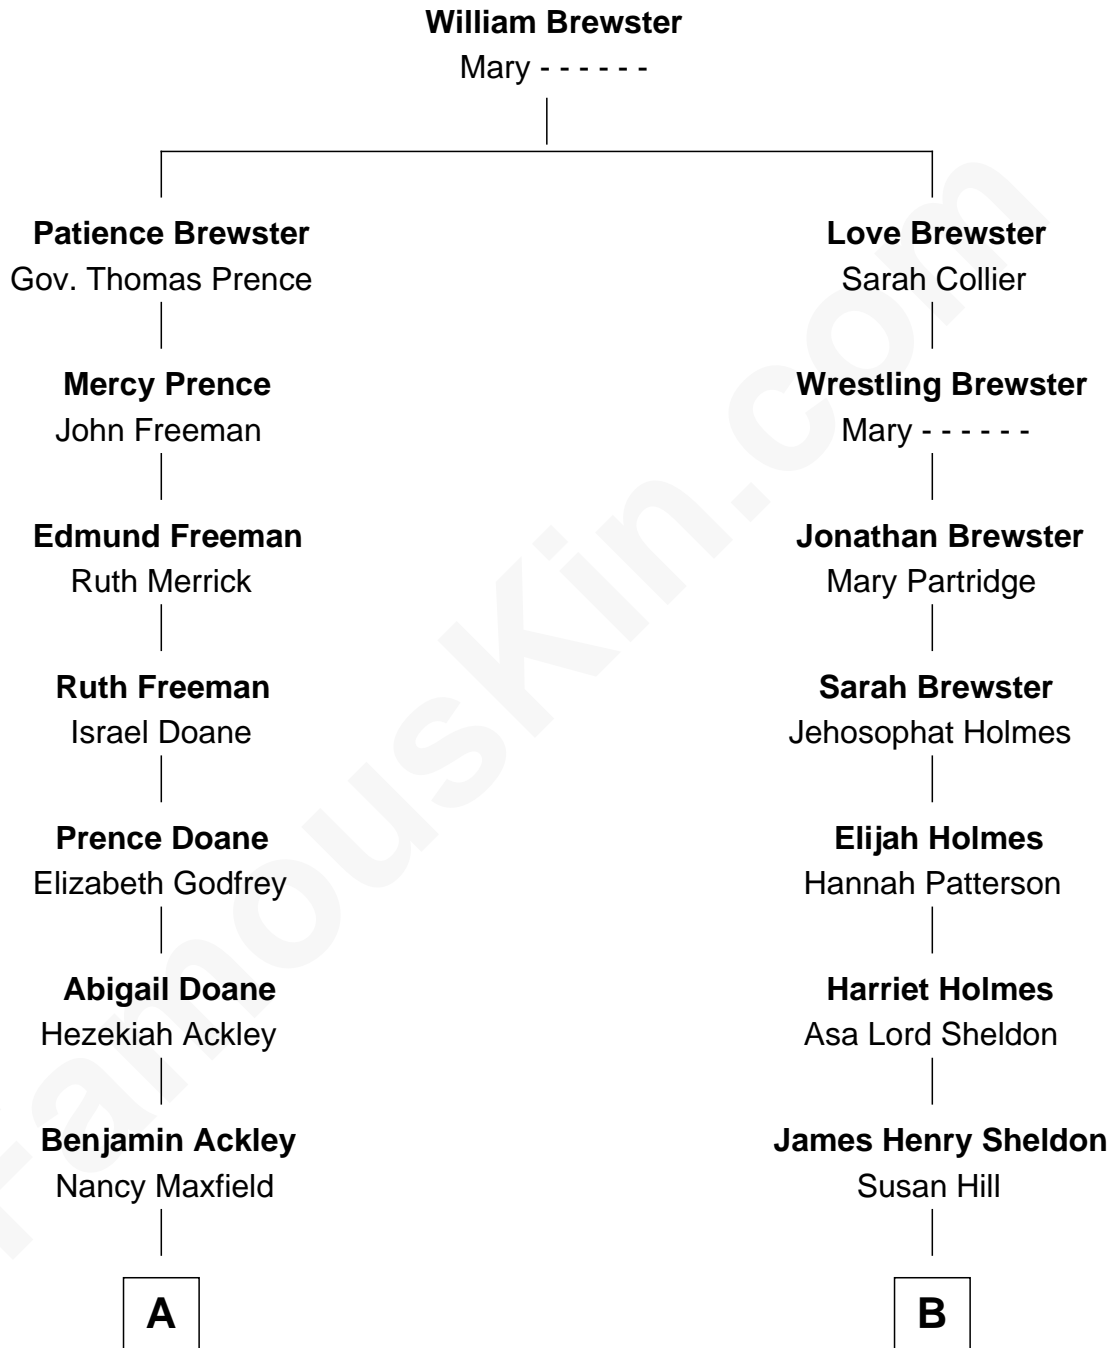 William Brewster
Mary - - - - - -
Patience Brewster
Gov. Thomas Prence
Love Brewster
Sarah Collier
Mercy Prence
John Freeman
Wrestling Brewster
Mary - - - - - -
Edmund Freeman
Ruth Merrick
Jonathan Brewster
Mary Partridge
Ruth Freeman
Israel Doane
Sarah Brewster
Jehosophat Holmes
Prence Doane
Elizabeth Godfrey
Elijah Holmes
Hannah Patterson
Abigail Doane
Hezekiah Ackley
Harriet Holmes
Asa Lord Sheldon
Benjamin Ackley
Nancy Maxfield
James Henry Sheldon
Susan Hill
A
B
FamousKin.com